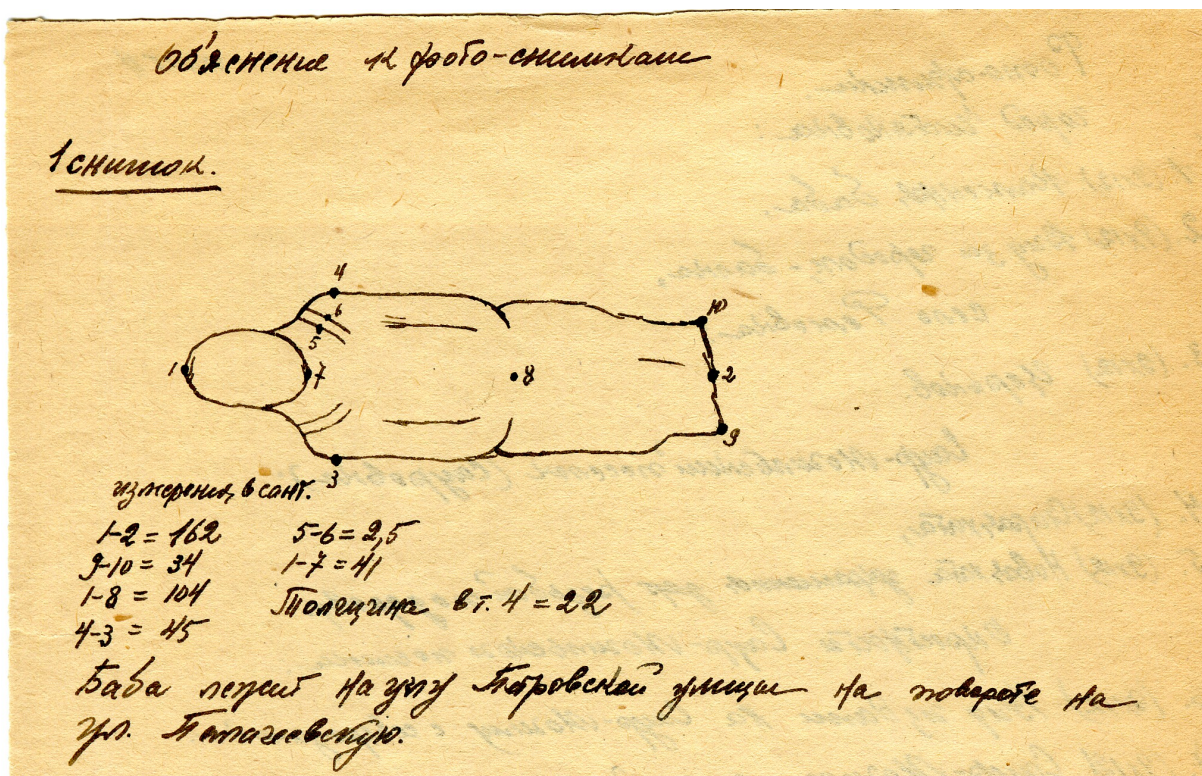 Об'яснение к фото-снимкам
1 снимок.
4
6
5
10
1
7
8
2
9
3
измерения в сант.
1-2 = 162 5-6 = 2,5
9-10 = 34 1-7 = 41
1-8 = 104 Толщина в т. 4 = 22
4-3 = 45
Баба лежит на углу Петровской улицы на повороте на
ул.